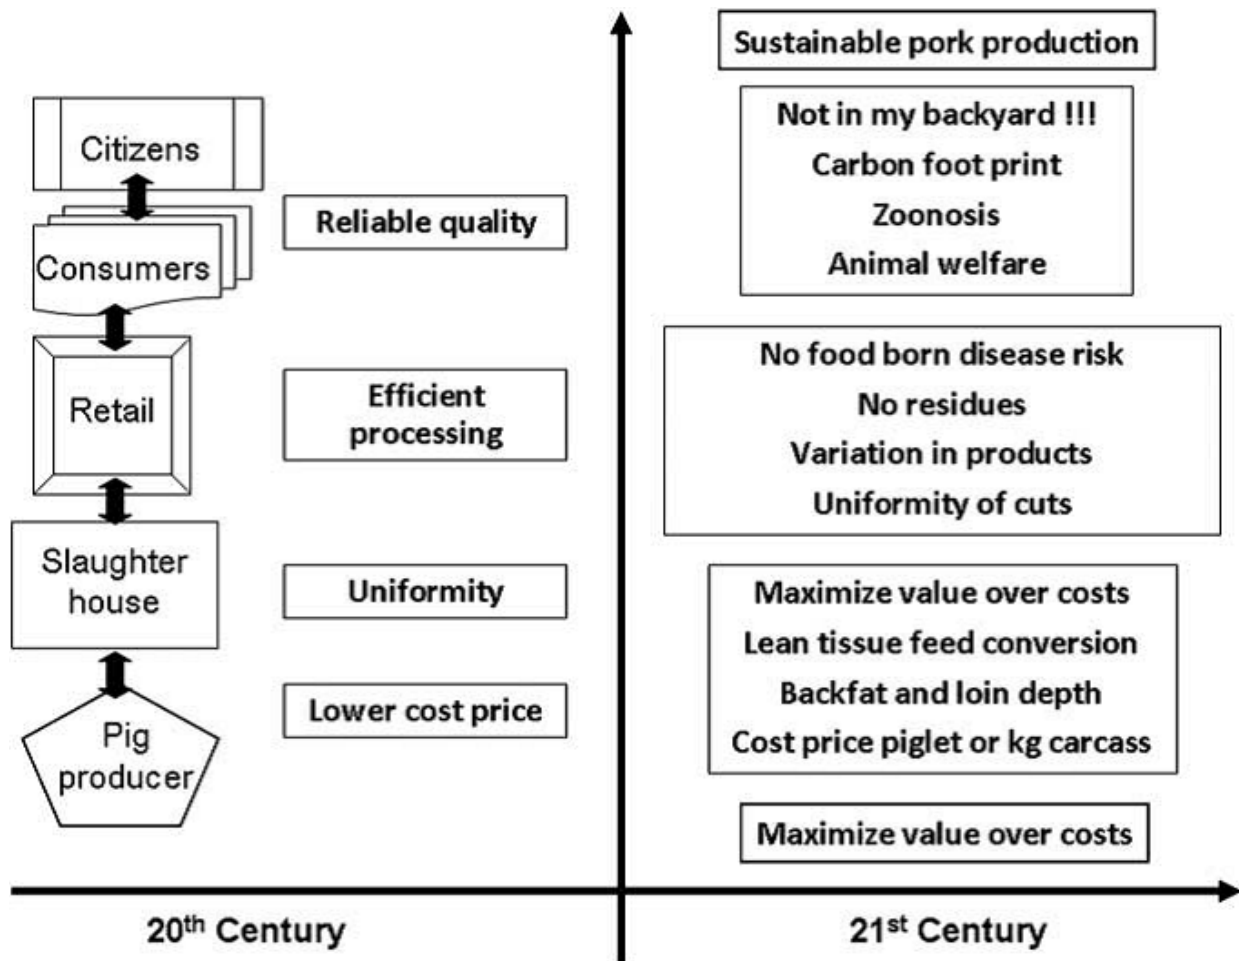 Citizens
Consumers
Retail
Slaughter
house
Pig
producer
Reliable quality
Efficient
processing
Uniformity
Lower cost price
Sustainable pork production
Not in my backyard !!!
Carbon foot print
Zoonosis
Animal welfare
No food born disease risk
No residues
Variation in products
Uniformity of cuts
Maximize value over costs
Lean tissue feed conversion
Backfat and loin depth
Cost price piglet or kg carcass
Maximize value over costs
20th Century
21st Century